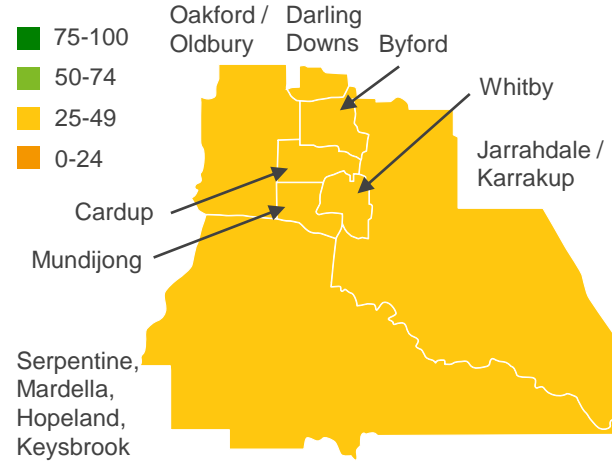 75-100
50-74
25-49
0-24
Oakford /
Oldbury
Darling
Downs
Byford
Whitby
Jarrahdale /
Karrakup
Cardup
Mundijong
Serpentine,
Mardella,
Hopeland,
Keysbrook